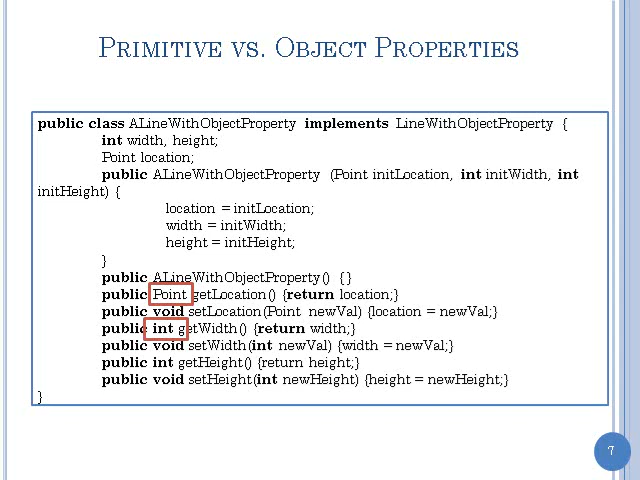 PRIMITIVE VS. OBJECT PROPERTIES
public class ALineWithObjectProperty implements LineWithObjectProperty {
int width, height;
Point location;
public ALineWithObjectProperty (Point initLocation, int initWidth, int
initHeight) {
location = initLocation;
width = initWidth;
height = initHeight;
}
public ALineWithObjectProperty() {}
public Point getLocation() {return location;}
public void setLocation(Point newVal) {location = newVal;}
public int getWidth() {return width;}
public void setWidth(int newVal) {width = newVal;}
public int getHeight() {return height;}
public void setHeight(int newHeight) {height = newHeight;}
}
7